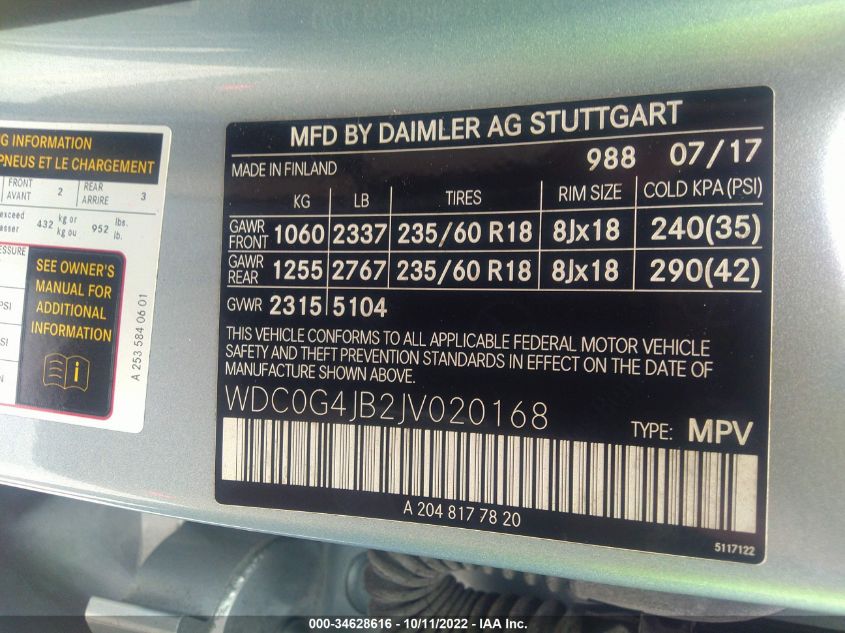 G INFORMATION
PNEUS ET LE CHARGEMENT
FRONT 2 REAR 3
AVANT ARRIRE
exceed 432 kg or 952 lbs.
asser kg ou lb.
PRESSURE
SEE OWNER'S
MANUAL FOR
ADDITIONAL
INFORMATION
A 253 584 06 01
MFD BY DAIMLER AG STUTTGART
MADE IN FINLAND 988 07/17
KG LB TIRES RIM SIZE COLD KPA (PSI)
GAWR FRONT 1060 2337 235/60 R18 8Jx18 240(35)
GAWR REAR 1255 2767 235/60 R18 8Jx18 290(42)
GVWR 2315 5104
THIS VEHICLE CONFORMS TO ALL APPLICABLE FEDERAL MOTOR VEHICLE
SAFETY AND THEFT PREVENTION STANDARDS IN EFFECT ON THE DATE OF
MANUFACTURE SHOWN ABOVE.
WDC0G4JB2JV020168 TYPE: MPV
A 204 817 78 20
5117122
000-34628616 - 10/11/2022 - IAA Inc.